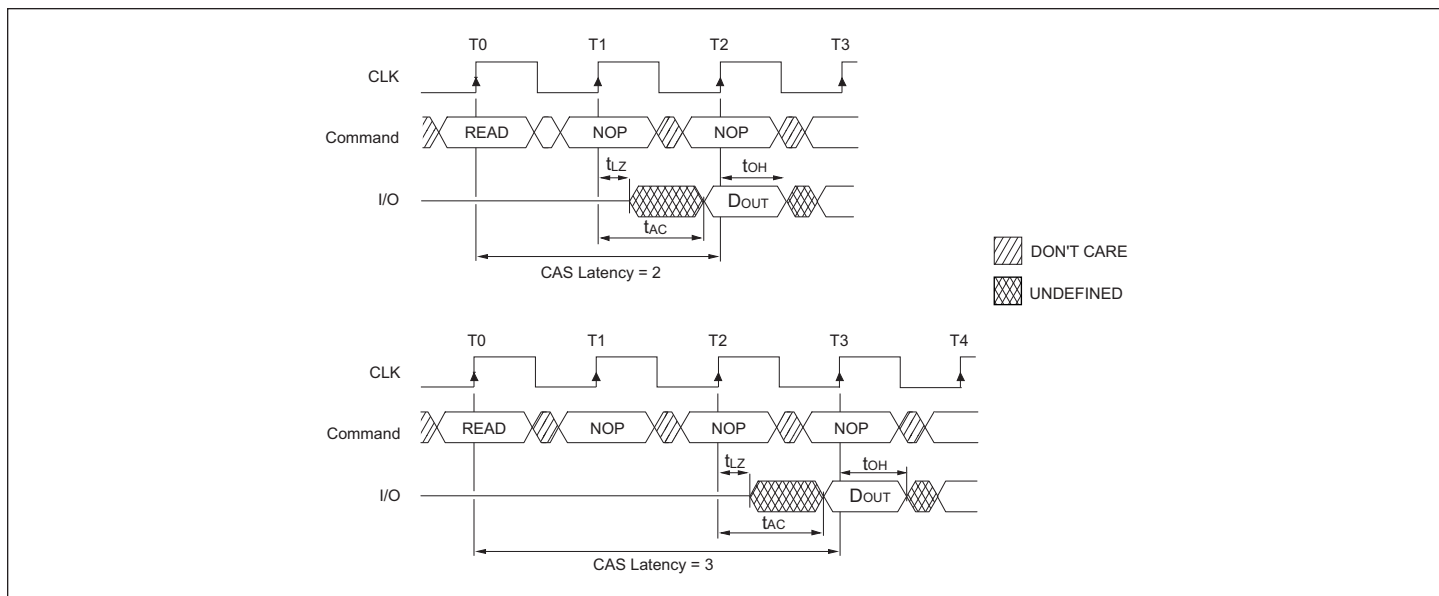 T0 T1 T2 T3
CLK
Command READ NOP NOP
tLZ tOH
I/O DOUT
tAC
CAS Latency = 2
DON'T CARE
UNDEFINED
T0 T1 T2 T3 T4
CLK
Command READ NOP NOP NOP
tLZ tOH
I/O DOUT
tAC
CAS Latency = 3